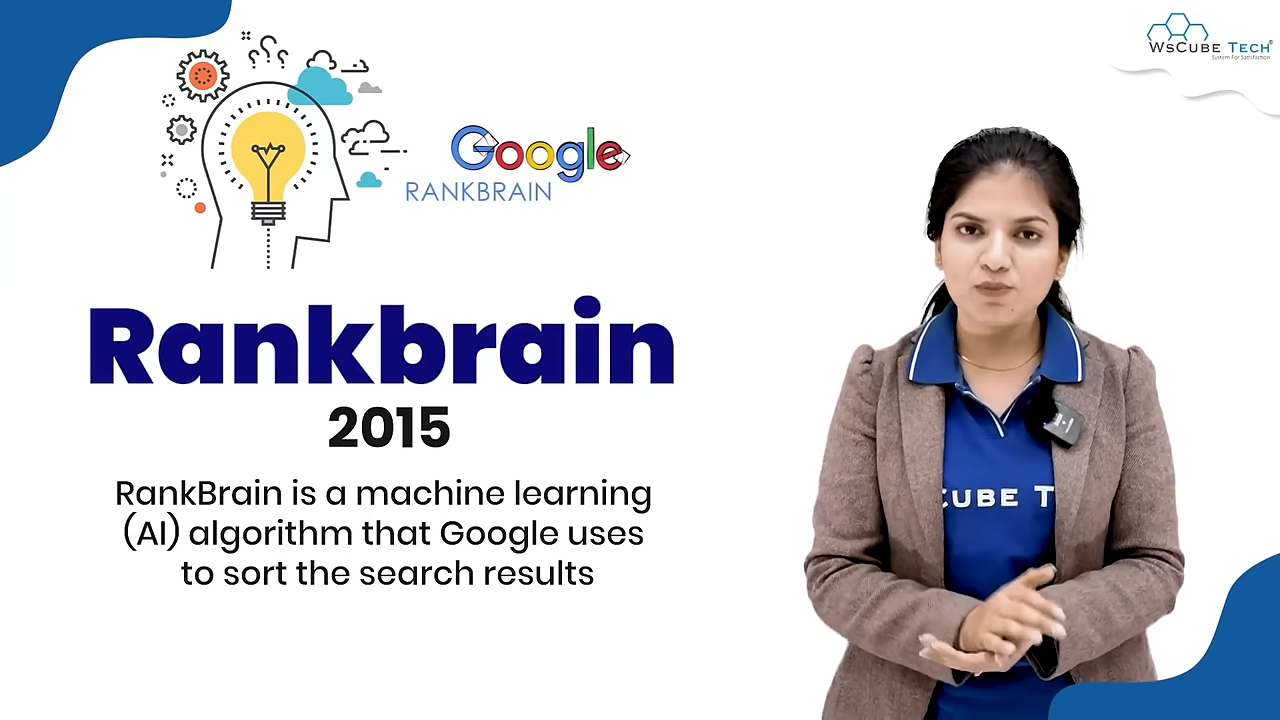 WsCube Tech®
System For Satisfaction
Google
RANKBRAIN
Rankbrain
2015
RankBrain is a machine learning
(AI) algorithm that Google uses
to sort the search results
CUBE T